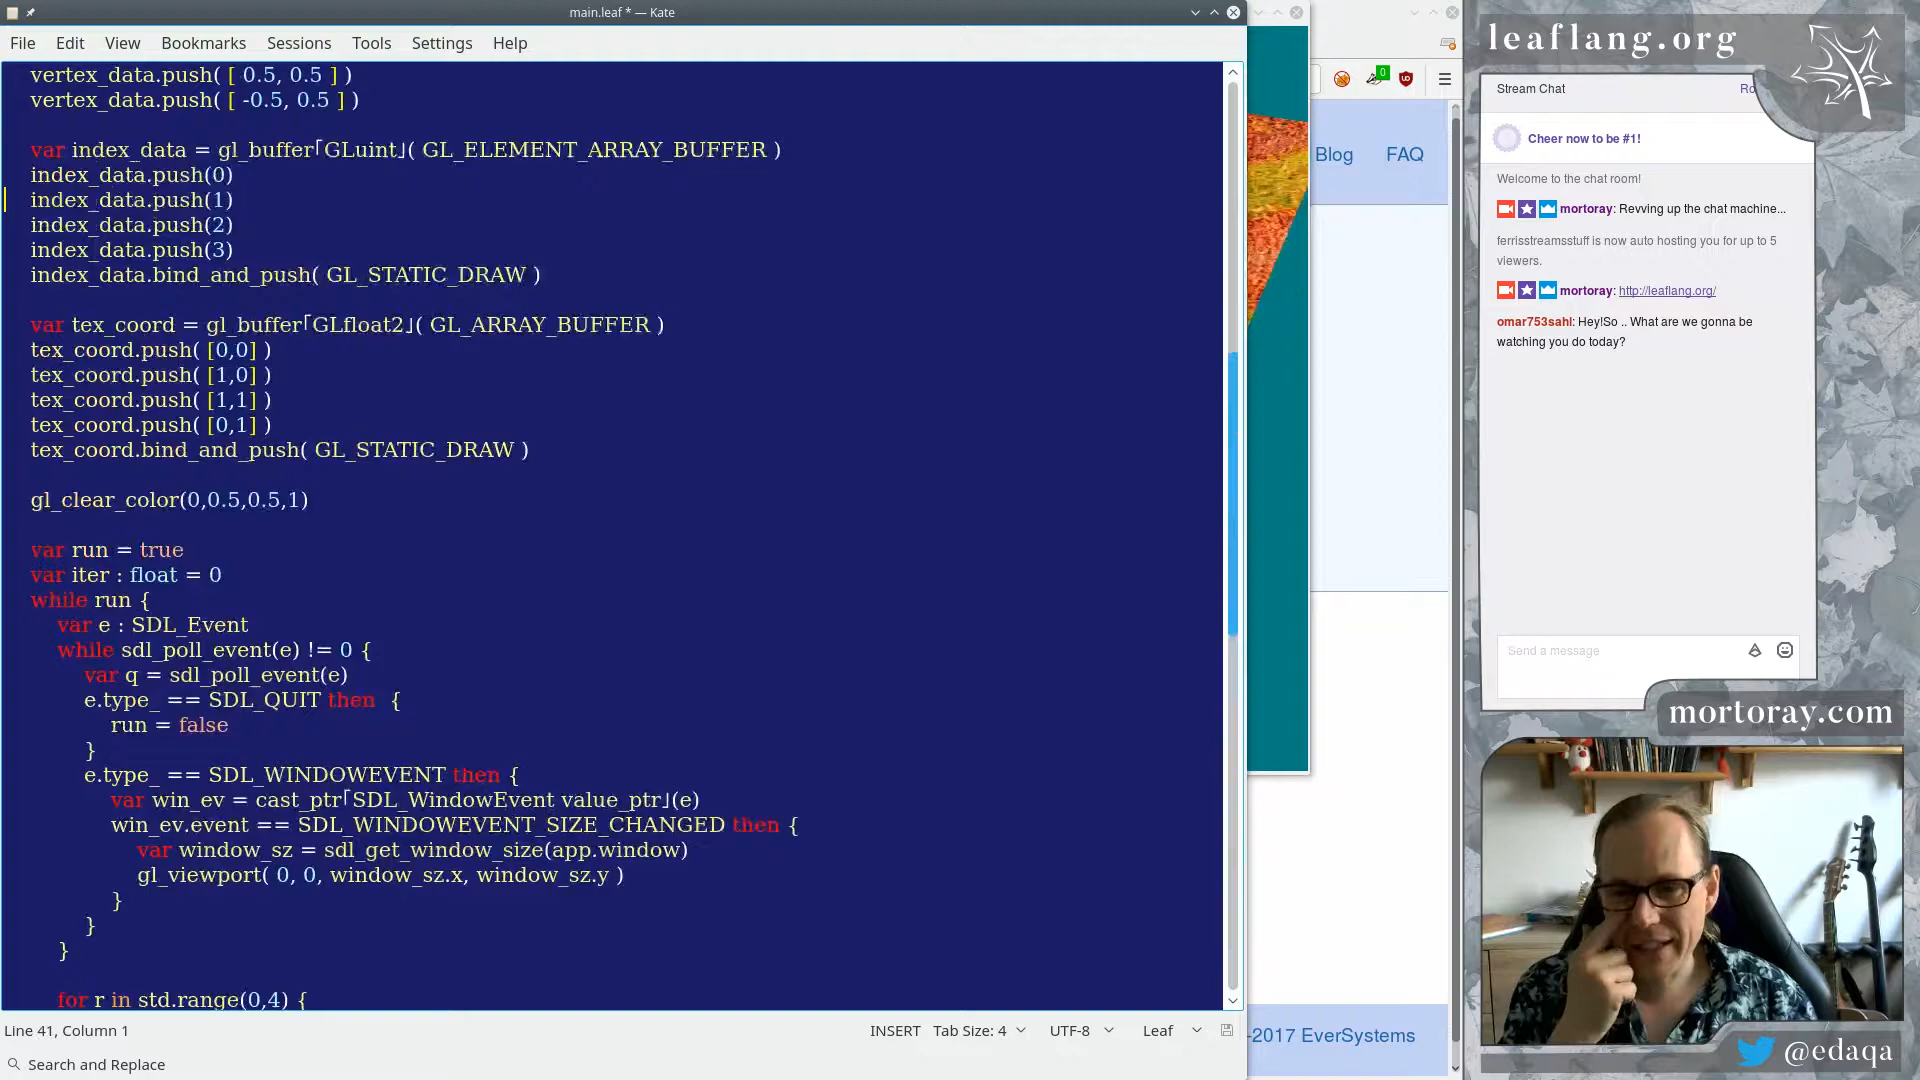 main.leaf * — Kate
File Edit View Bookmarks Sessions Tools Settings Help
vertex_data.push( [ 0.5, 0.5 ] )
vertex_data.push( [ -0.5, 0.5 ] )
var index_data = gl_buffer「GLuint」( GL_ELEMENT_ARRAY_BUFFER )
index_data.push(0)
index_data.push(1)
index_data.push(2)
index_data.push(3)
index_data.bind_and_push( GL_STATIC_DRAW )
var tex_coord = gl_buffer「GLfloat2」( GL_ARRAY_BUFFER )
tex_coord.push( [0,0] )
tex_coord.push( [1,0] )
tex_coord.push( [1,1] )
tex_coord.push( [0,1] )
tex_coord.bind_and_push( GL_STATIC_DRAW )
gl_clear_color(0,0.5,0.5,1)
var run = true
var iter : float = 0
while run {
var e : SDL_Event
while sdl_poll_event(e) != 0 {
var q = sdl_poll_event(e)
e.type_ == SDL_QUIT then {
run = false
}
e.type_ == SDL_WINDOWEVENT then {
var win_ev = cast_ptr「SDL_WindowEvent value_ptr」(e)
win_ev.event == SDL_WINDOWEVENT_SIZE_CHANGED then {
var window_sz = sdl_get_window_size(app.window)
gl_viewport( 0, 0, window_sz.x, window_sz.y )
}
}
}
for r in std.range(0,4) {
Line 41, Column 1
INSERT Tab Size: 4 UTF-8 Leaf
Search and Replace
0
Blog FAQ
-2017 EverSystems
leaflang.org
Stream Chat Ro
Cheer now to be #1!
Welcome to the chat room!
mortoray: Revving up the chat machine...
ferrisstreamsstuff is now auto hosting you for up to 5
viewers.
mortoray: http://leaflang.org/
omar753sahl: Hey!So .. What are we gonna be
watching you do today?
Send a message
mortoray.com
@edaqa